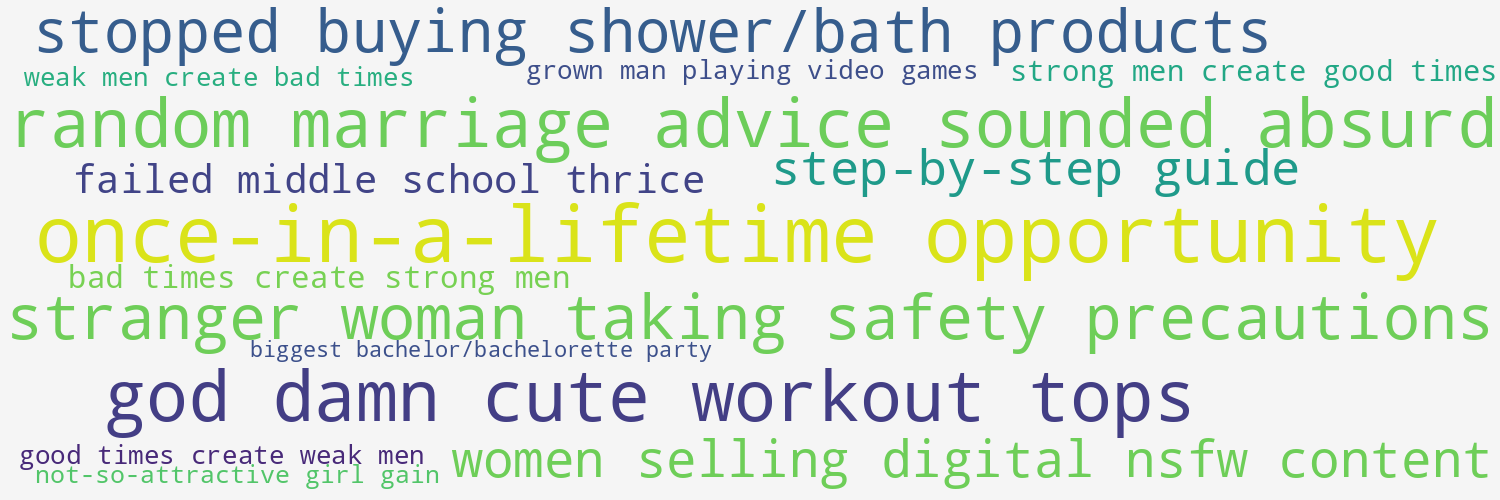 stopped buying shower/bath products
weak men create bad times
grown man playing video games
strong men create good times
random marriage advice sounded absurd
failed middle school thrice
step-by-step guide
once-in-a-lifetime opportunity
bad times create strong men
stranger woman taking safety precautions
biggest bachelor/bachelorette party
god damn cute workout tops
good times create weak men
not-so-attractive girl gain
women selling digital nsfw content